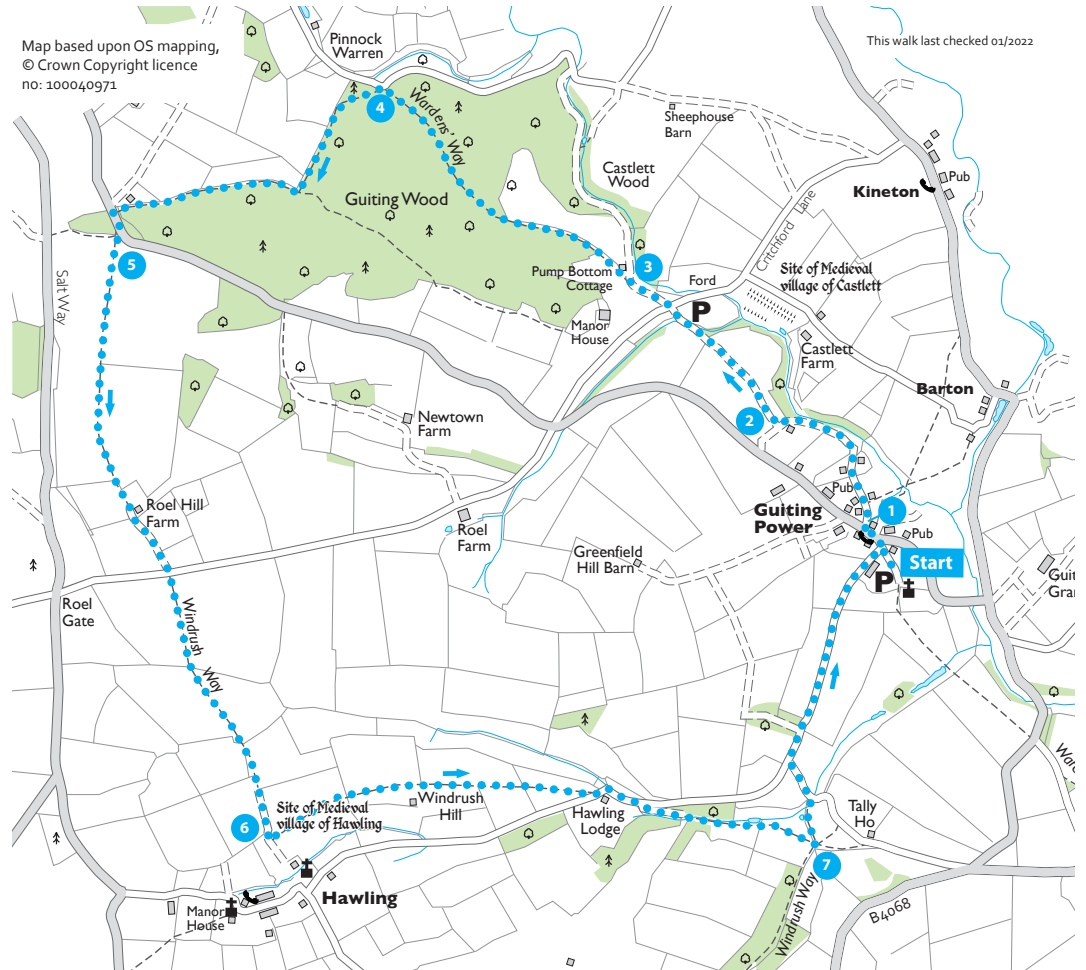 Map based upon OS mapping,
© Crown Copyright licence
no: 100040971
This walk last checked 01/2022
Pinnock
Warren
4
Wardens' Way
Sheephouse
Barn
Castlett
Wood
Kineton
Pub
Guiting Wood
Critchford Lane
5
Salt Way
Pump Bottom
Cottage
3
Ford
P
Site of Medieval
village of Castlett
Manor
House
Castlett
Farm
Barton
Newtown
Farm
2
Pub
Guiting
Power
1
Pub
Start
P
Roel Hill
Farm
Roel
Farm
Greenfield
Hill Barn
Guit
Gran
Roel
Gate
Windrush Way
Site of Medieval
village of Hawling
6
Windrush
Hill
Hawling
Lodge
Tally
Ho
7
Windrush Way
B4068
Hawling
Manor
House